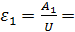 ε₁ = A₁/U =